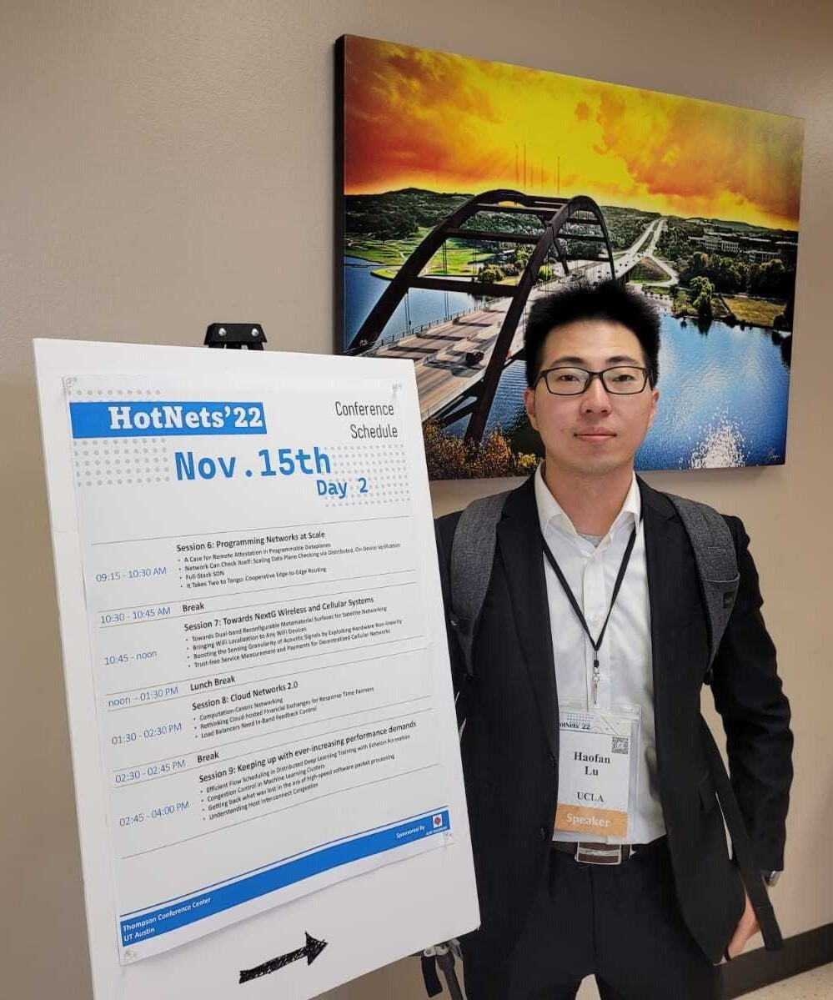 HotNets'22
Conference
Schedule
Nov. 15th
Day 2
09:15 - 10:30 AM
Session 6: Programming Networks at Scale
• A Case for Remote Attestation in Programmable Dataplanes
• Network Can Check Itself: Scaling Data Plane Checking via Distributed, On-Device Verification
• Full-Stack SDN
• It Takes Two to Tango: Cooperative Edge-to-Edge Routing
10:30 - 10:45 AM
Break
10:45 - noon
Session 7: Towards NextG Wireless and Cellular Systems
• Towards Dual-band Reconfigurable Metamaterial Surfaces for Satellite Networking
• Bringing WiFi Localization to Any WiFi Devices
• Boosting the Sensing Granularity of Acoustic Signals by Exploiting Hardware Non-linearity
• Trust-free Service Measurement and Payments for Decentralized Cellular Networks
noon - 01:30 PM
Lunch Break
01:30 - 02:30 PM
Session 8: Cloud Networks 2.0
• Computation-Centric Networking
• Rethinking Cloud-hosted Financial Exchanges for Response Time Fairness
• Load Balancers Need In-Band Feedback Control
02:30 - 02:45 PM
Break
02:45 - 04:00 PM
Session 9: Keeping up with ever-increasing performance demands
• Efficient Flow Scheduling in Distributed Deep Learning Training with Echelon Formation
• Congestion Control in Machine Learning Clusters
• Getting back what was lost in the era of high-speed software packet processing
• Understanding Host Interconnect Congestion
Sponsored By
Thompson Conference Center
UT Austin
HotNets'22
Haofan
Lu
UCLA
Speaker